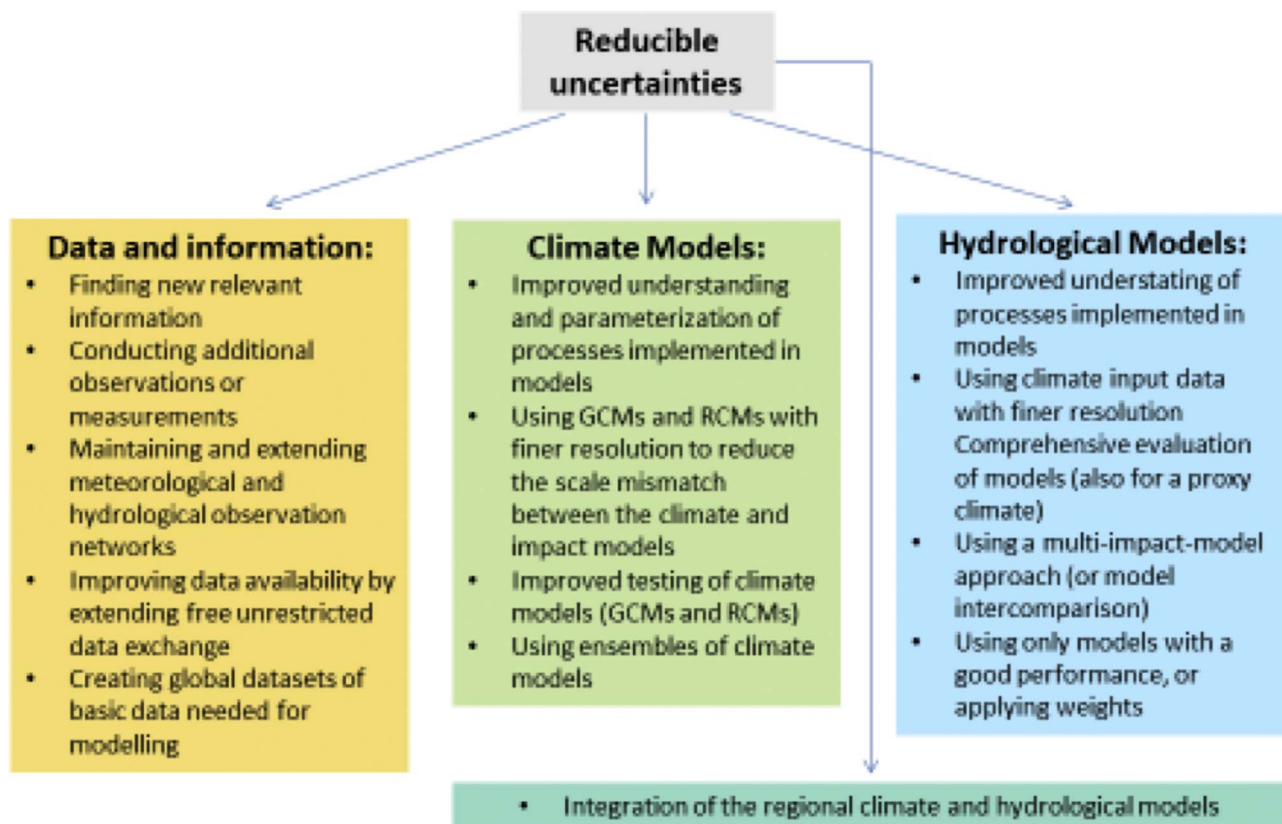 Reducible
uncertainties
Data and information:
• Finding new relevant
information
• Conducting additional
observations or
measurements
• Maintaining and extending
meteorological and
hydrological observation
networks
• Improving data availability by
extending free unrestricted
data exchange
• Creating global datasets of
basic data needed for
modelling
Climate Models:
• Improved understanding
and parameterization of
processes implemented in
models
• Using GCMs and RCMs with
finer resolution to reduce
the scale mismatch
between the climate and
impact models
• Improved testing of climate
models (GCMs and RCMs)
• Using ensembles of climate
models
Hydrological Models:
• Improved understating of
processes implemented in
models
• Using climate input data
with finer resolution
Comprehensive evaluation
of models (also for a proxy
climate)
• Using a multi-impact-model
approach (or model
intercomparison)
• Using only models with a
good performance, or
applying weights
• Integration of the regional climate and hydrological models